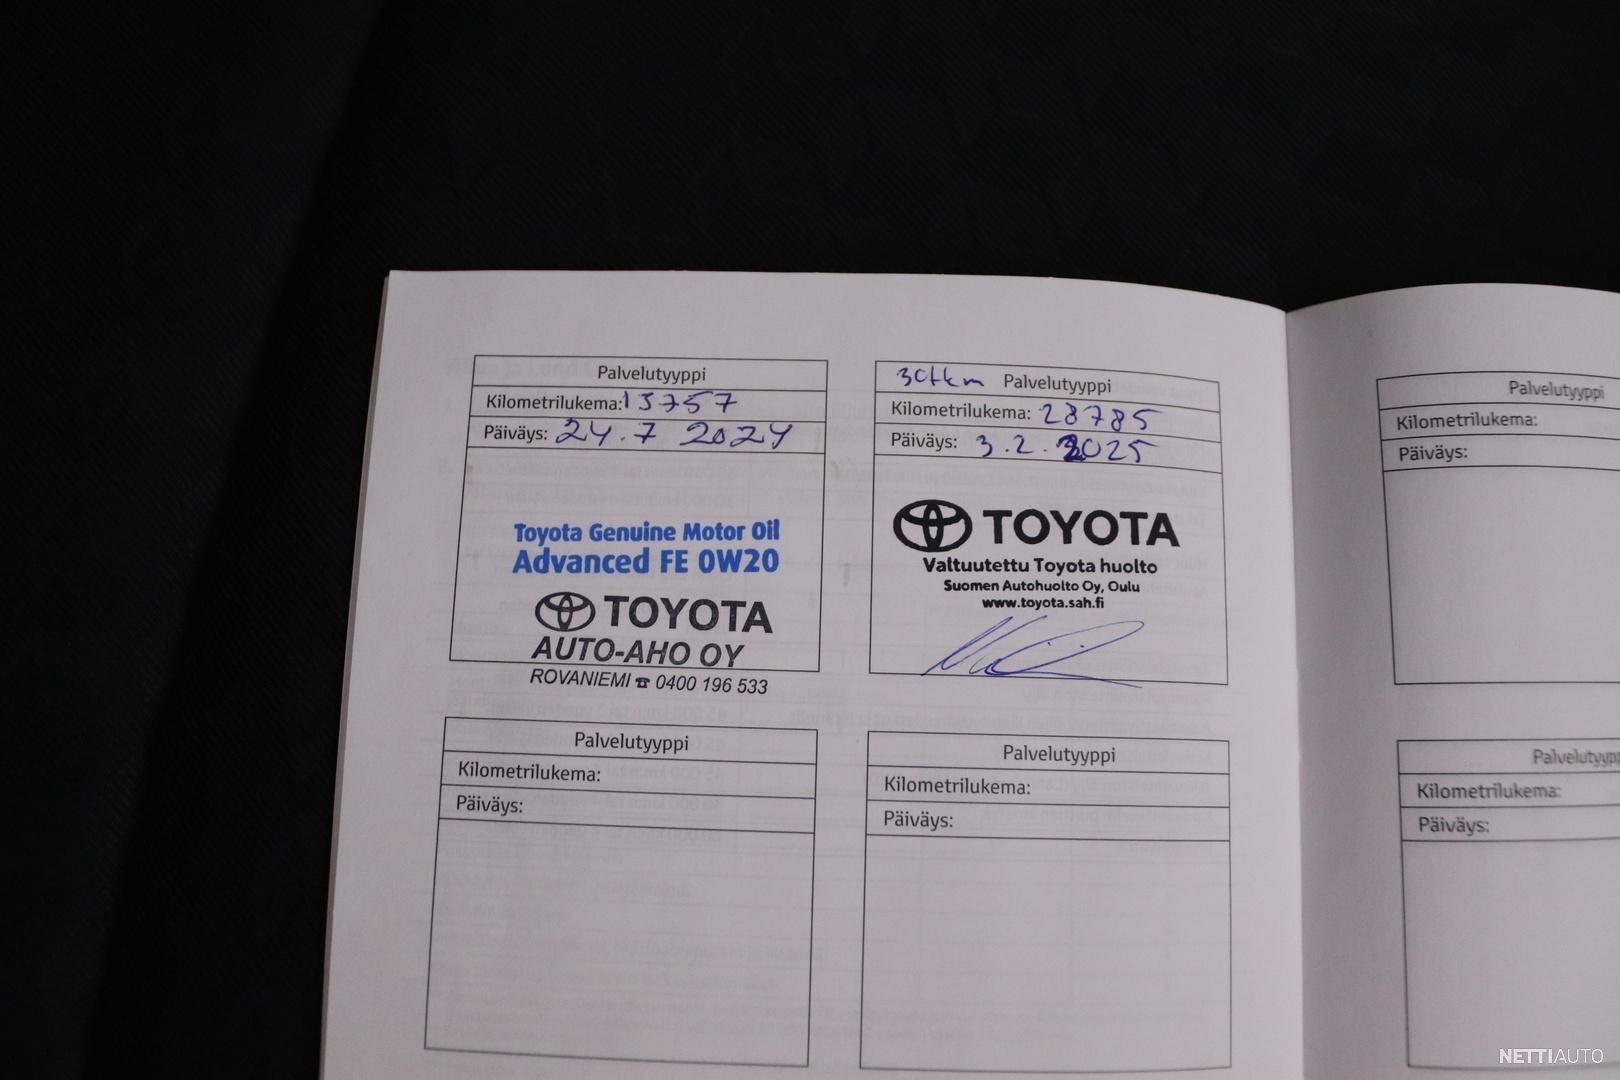 Palvelutyyppi
Kilometrilukema: 13757
Päiväys: 24.7 2024
Toyota Genuine Motor Oil
Advanced FE 0W20
TOYOTA
AUTO-AHO OY
ROVANIEMI ☎ 0400 196 533
30tkm Palvelutyyppi
Kilometrilukema: 28785
Päiväys: 3.2.2025
TOYOTA
Valtuutettu Toyota huolto
Suomen Autohuolto Oy, Oulu
www.toyota.sah.fi
Palvelutyyppi
Kilometrilukema:
Päiväys:
Palvelutyyppi
Kilometrilukema:
Päiväys:
Palvelutyyppi
Kilometrilukema:
Päiväys:
Palvelutyypp
Kilometrilukema:
Päiväys:
NETTIAUTO